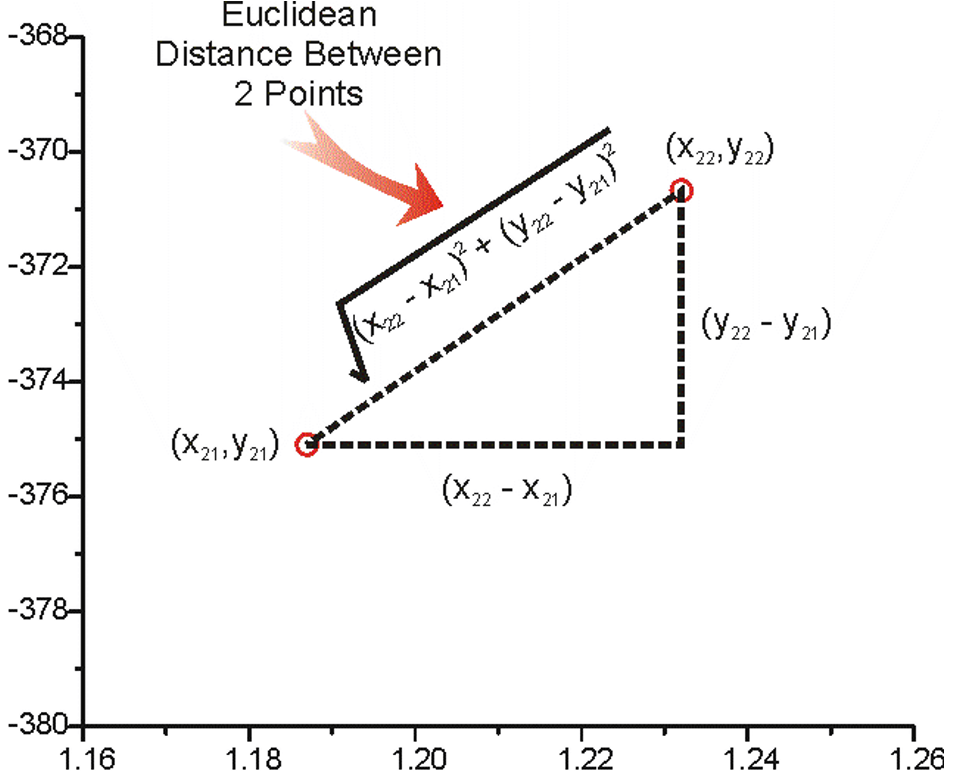 Euclidean
Distance Between
2 Points
-368
-370
-372
-374
-376
-378
-380
(x₂₂,y₂₂)
(x₂₂ - x₂₁)² + (y₂₂ - y₂₁)²
(y₂₂ - y₂₁)
(x₂₁,y₂₁)
(x₂₂ - x₂₁)
1.16 1.18 1.20 1.22 1.24 1.26